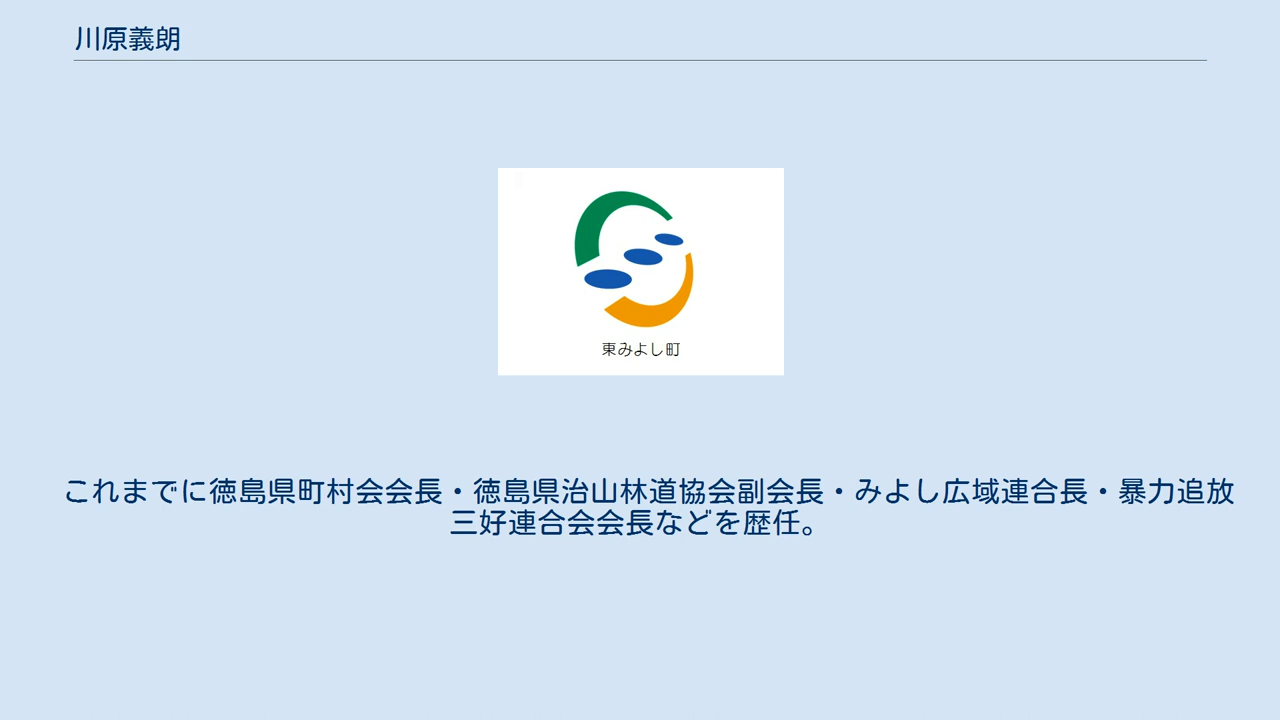 川原義朗
東みよし町
これまでに徳島県町村会会長・徳島県治山林道協会副会長・みよし広域連合長・暴力追放
三好連合会会長などを歴任。